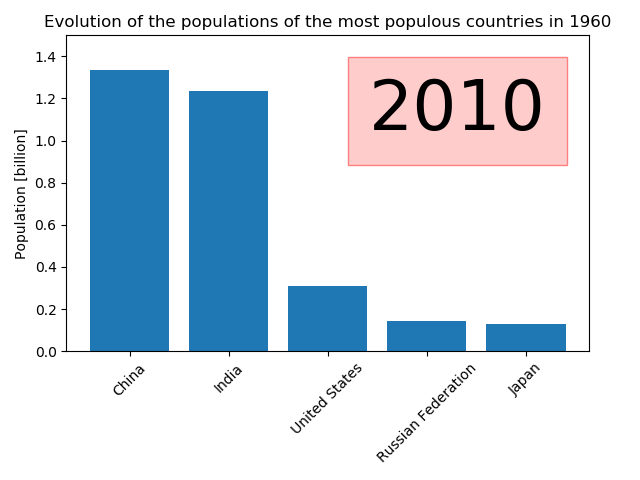 Evolution of the populations of the most populous countries in 1960
2010
Population [billion]
1.4
1.2
1.0
0.8
0.6
0.4
0.2
0.0
China
India
United States
Russian Federation
Japan